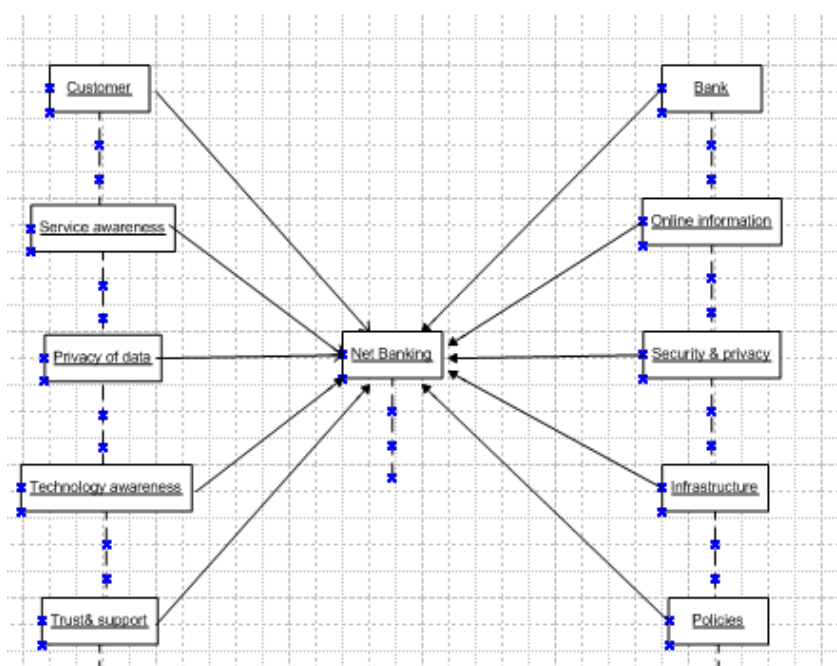 Customer
Bank
Service awareness
Online information
Privacy of data
Net Banking
Security & privacy
Technology awareness
Infrastructure
Trust& support
Policies